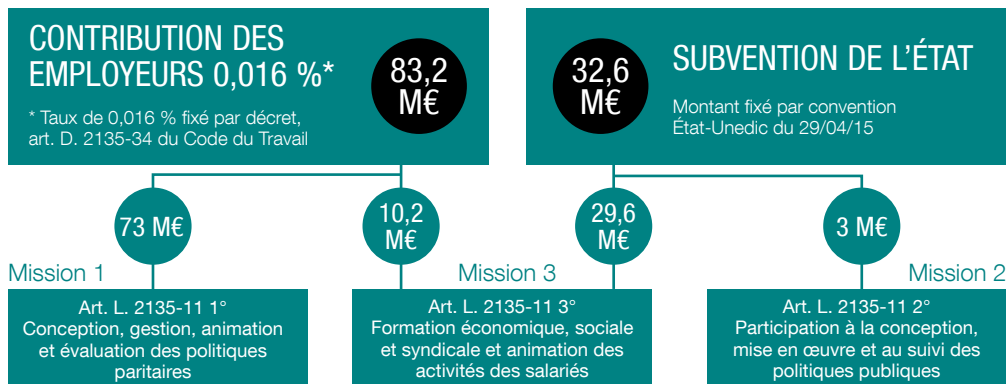 CONTRIBUTION DES
EMPLOYEURS 0,016 %*
* Taux de 0,016 % fixé par décret,
art. D. 2135-34 du Code du Travail
83,2
M€
32,6
M€
SUBVENTION DE L’ÉTAT
Montant fixé par convention
État-Unedic du 29/04/15
73 M€
10,2
M€
29,6
M€
3 M€
Mission 1
Mission 3
Mission 2
Art. L. 2135-11 1°
Conception, gestion, animation
et évaluation des politiques
paritaires
Art. L. 2135-11 3°
Formation économique, sociale
et syndicale et animation des
activités des salariés
Art. L. 2135-11 2°
Participation à la conception,
mise en œuvre et au suivi des
politiques publiques